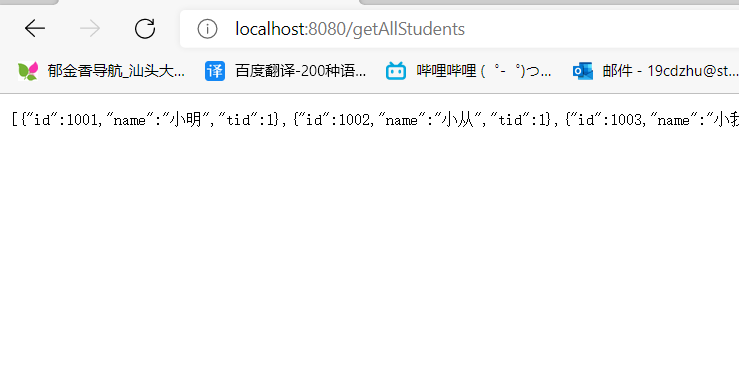 localhost:8080/getAllStudents
郁金香导航_汕头大... 译 百度翻译-200种语... 哔哩哔哩 (゜-゜)つ... 邮件 - 19cdzhu@st...
[{"id":1001,"name":"小明","tid":1},{"id":1002,"name":"小从","tid":1},{"id":1003,"name":"小